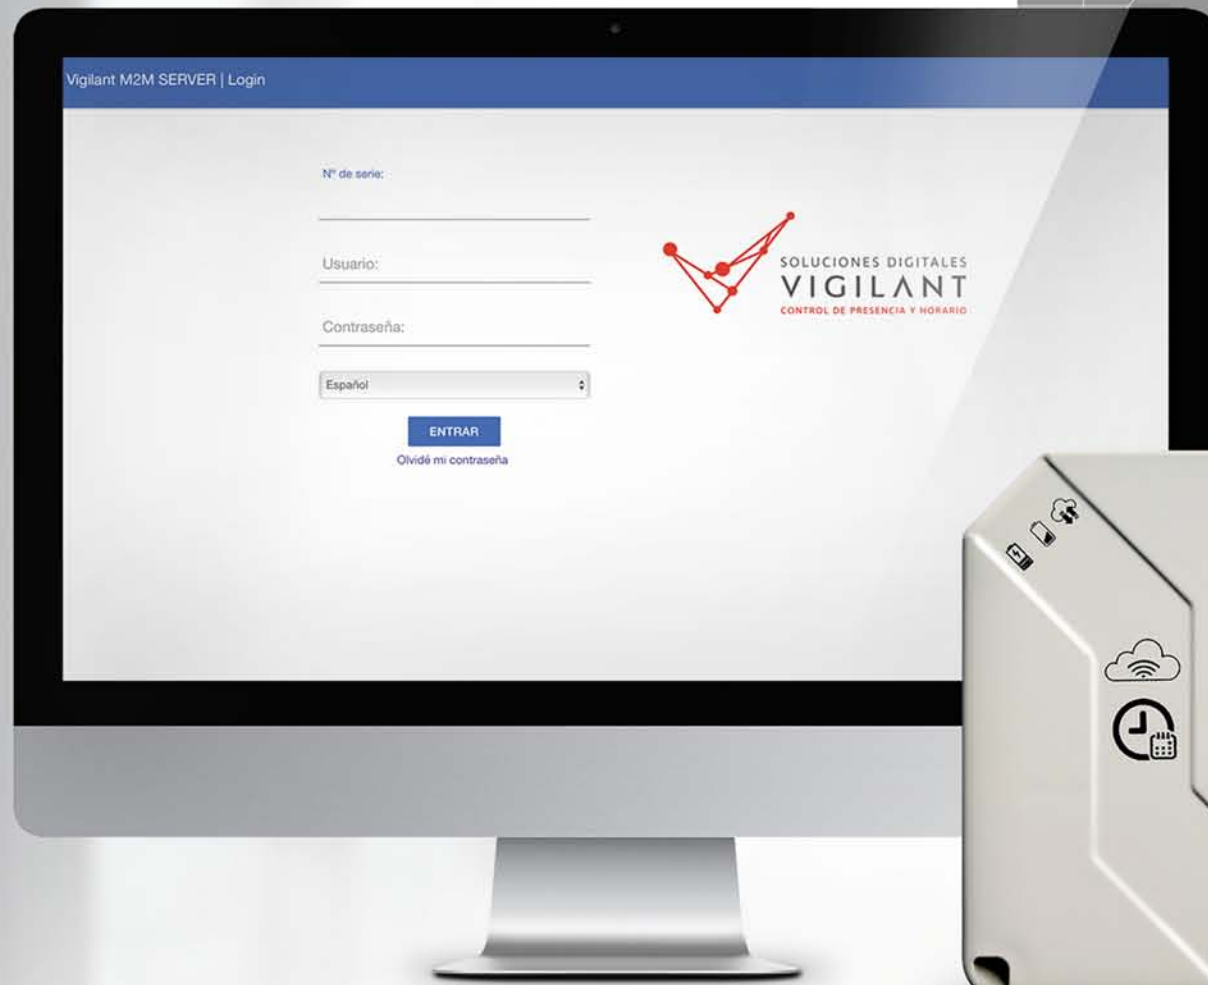 Vigilant M2M SERVER | Login
Nº de serie:
Usuario:
Contraseña:
Español
ENTRAR
Olvidé mi contraseña
SOLUCIONES DIGITALES
VIGILANT
CONTROL DE PRESENCIA Y HORARIO